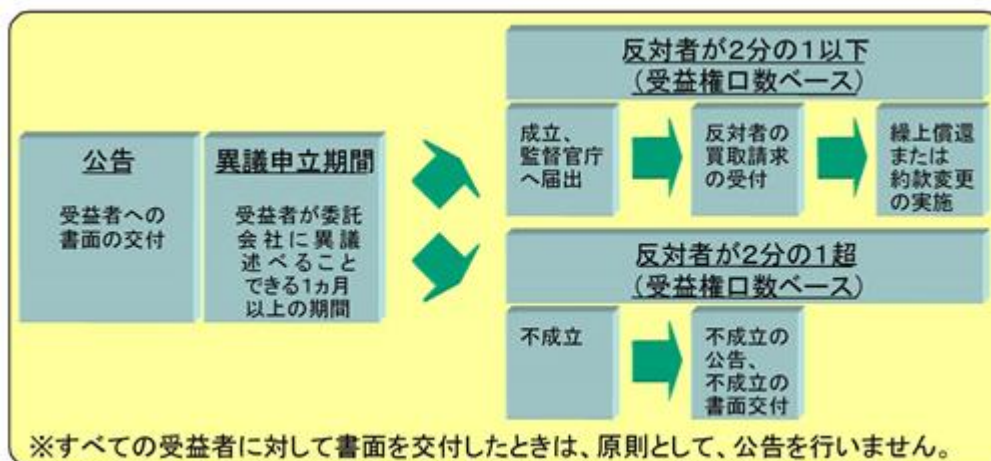 公告
受益者への
書面の交付
異議申立期間
受益者が委託
会社に異議
述べること
できる1ヵ月
以上の期間
反対者が2分の1以下
(受益権口数ベース)
成立、
監督官庁
へ届出
反対者の
買取請求
の受付
繰上償還
または
約款変更
の実施
反対者が2分の1超
(受益権口数ベース)
不成立
不成立の
公告、
不成立の
書面交付
※すべての受益者に対して書面を交付したときは、原則として、公告を行いません。